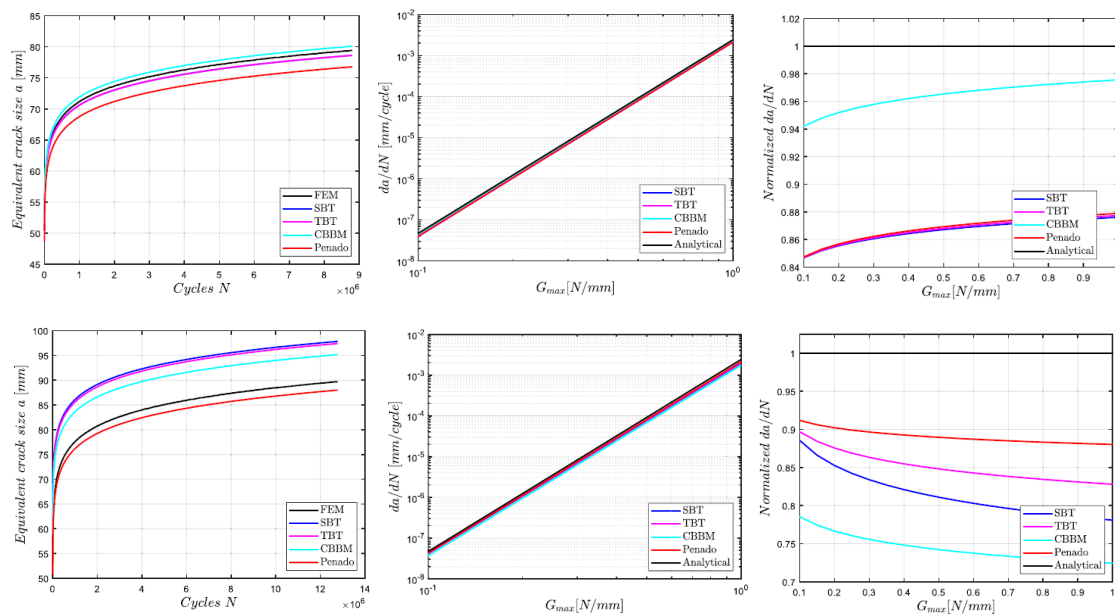 Equivalent crack size a [mm]
85
80
75
70
65
60
55
50
45
0 1 2 3 4 5 6 7 8 9
×10⁶
Cycles N
FEM
SBT
TBT
CBBM
Penado
da/dN [mm/cycle]
10⁻²
10⁻³
10⁻⁴
10⁻⁵
10⁻⁶
10⁻⁷
10⁻⁸
10⁻¹ 10⁰
G_max[N/mm]
SBT
TBT
CBBM
Penado
Analytical
Normalized da/dN
1.02
1
0.98
0.96
0.94
0.92
0.9
0.88
0.86
0.84
0.1 0.2 0.3 0.4 0.5 0.6 0.7 0.8 0.9 1
G_max[N/mm]
SBT
TBT
CBBM
Penado
Analytical
Equivalent crack size a [mm]
100
95
90
85
80
75
70
65
60
55
50
0 2 4 6 8 10 12 14
×10⁶
Cycles N
FEM
SBT
TBT
CBBM
Penado
da/dN [mm/cycle]
10⁻²
10⁻³
10⁻⁴
10⁻⁵
10⁻⁶
10⁻⁷
10⁻⁸
10⁻¹ 10⁰
G_max[N/mm]
SBT
TBT
CBBM
Penado
Analytical
Normalized da/dN
1
0.95
0.9
0.85
0.8
0.75
0.7
0.1 0.2 0.3 0.4 0.5 0.6 0.7 0.8 0.9 1
G_max[N/mm]
SBT
TBT
CBBM
Penado
Analytical